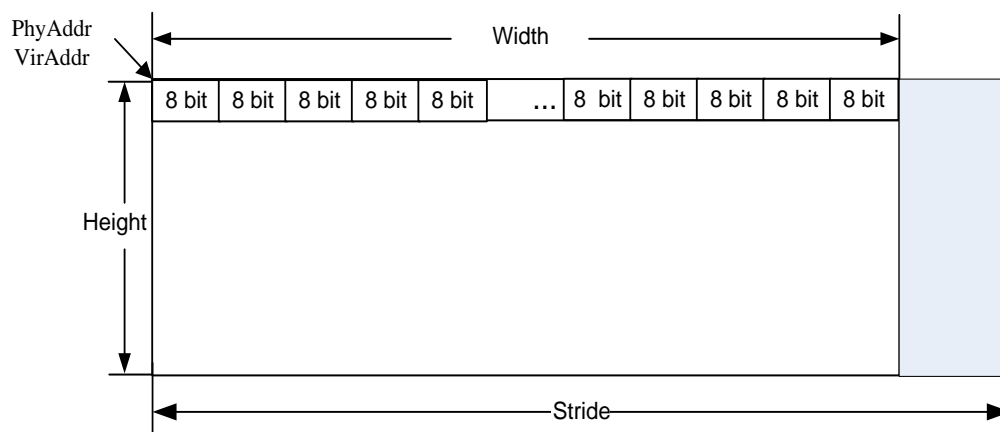 PhyAddr
VirAddr
Width
8 bit 8 bit 8 bit 8 bit 8 bit ... 8 bit 8 bit 8 bit 8 bit 8 bit
Height
Stride